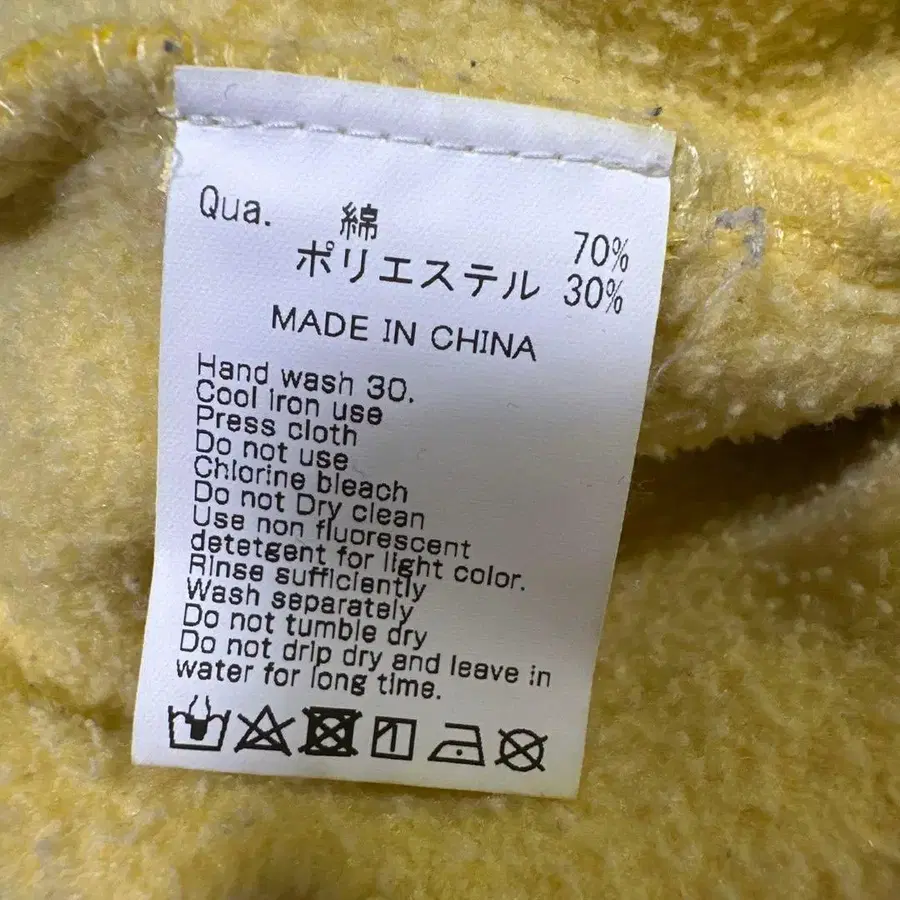 Qua. 綿 70%
ポリエステル 30%
MADE IN CHINA
Hand wash 30.
Cool iron use
Press cloth
Do not use
Chlorine bleach
Do not Dry clean
Use non fluorescent
detetgent for light color.
Rinse sufficiently
Wash separately
Do not tumble dry
Do not drip dry and leave in
water for long time.